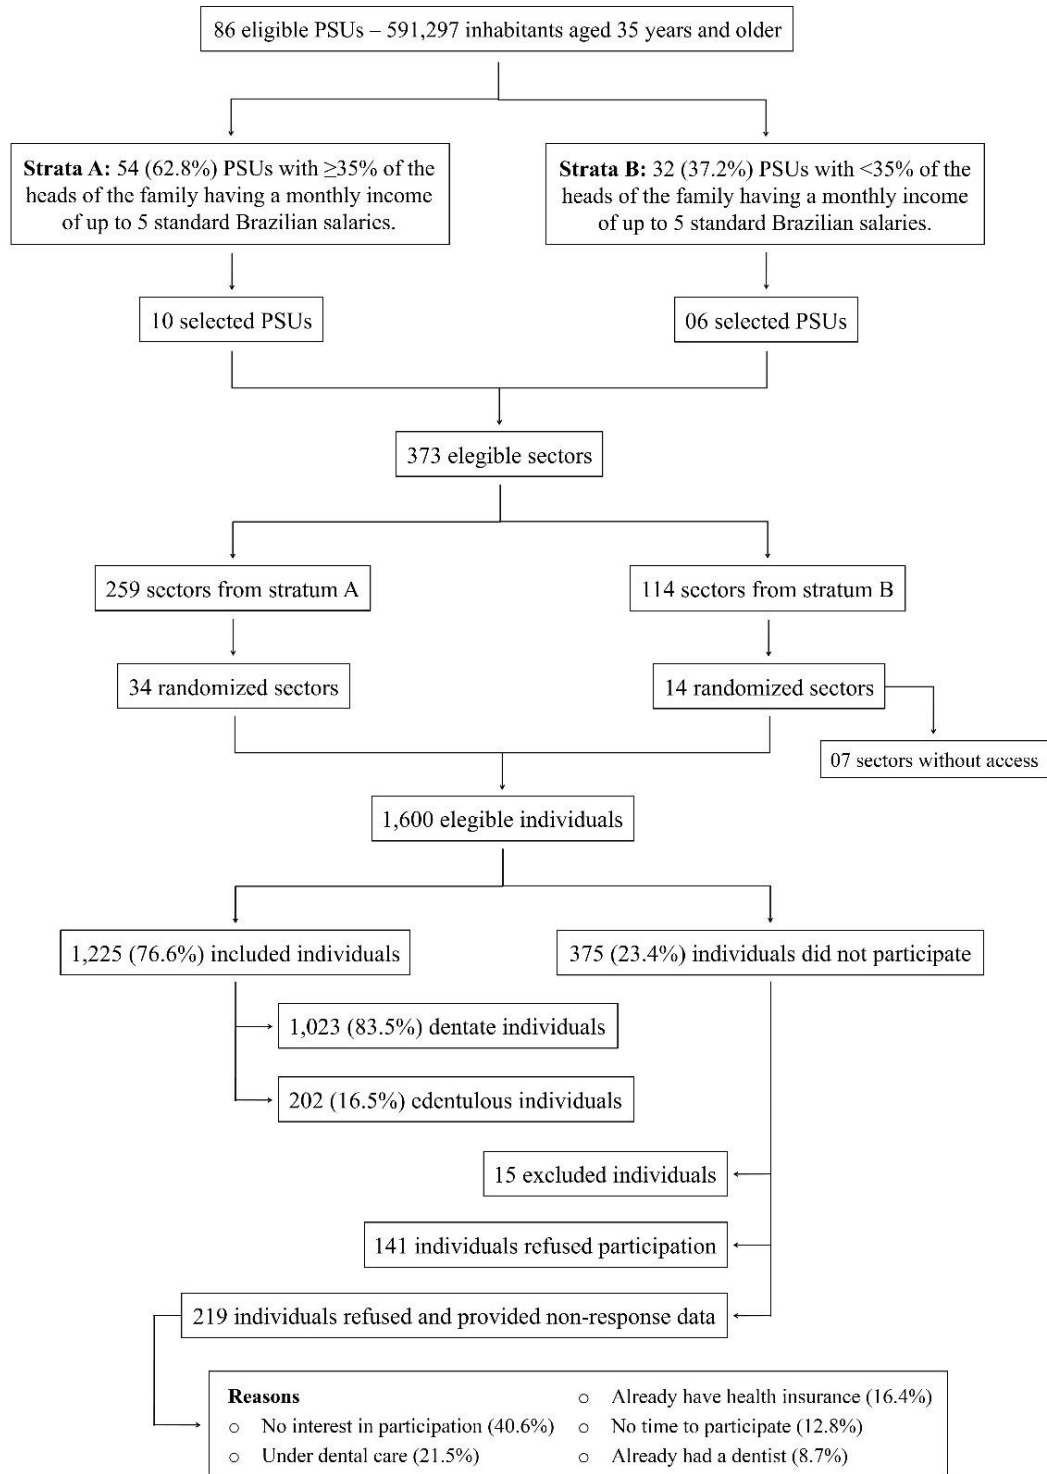 86 eligible PSUs – 591,297 inhabitants aged 35 years and older
Strata A: 54 (62.8%) PSUs with ≥35% of the
heads of the family having a monthly income
of up to 5 standard Brazilian salarics.
Strata B: 32 (37.2%) PSUs with <35% of the
heads of the family having a monthly income
of up to 5 standard Brazilian salaries.
10 selected PSUs
06 selected PSUs
373 elegible sectors
259 sectors from stratum A
114 sectors from stratum B
34 randomized sectors
14 randomized sectors
07 sectors without access
1,600 elegible individuals
1,225 (76.6%) included individuals
375 (23.4%) individuals did not participate
1,023 (83.5%) dentate individuals
202 (16.5%) cdcntulous individuals
15 excluded individuals
141 individuals refused participation
219 individuals refused and provided non-response data
Reasons
○ No interest in participation (40.6%)
○ Under dental care (21.5%)
○ Already have health insurance (16.4%)
○ No time to participate (12.8%)
○ Already had a dentist (8.7%)